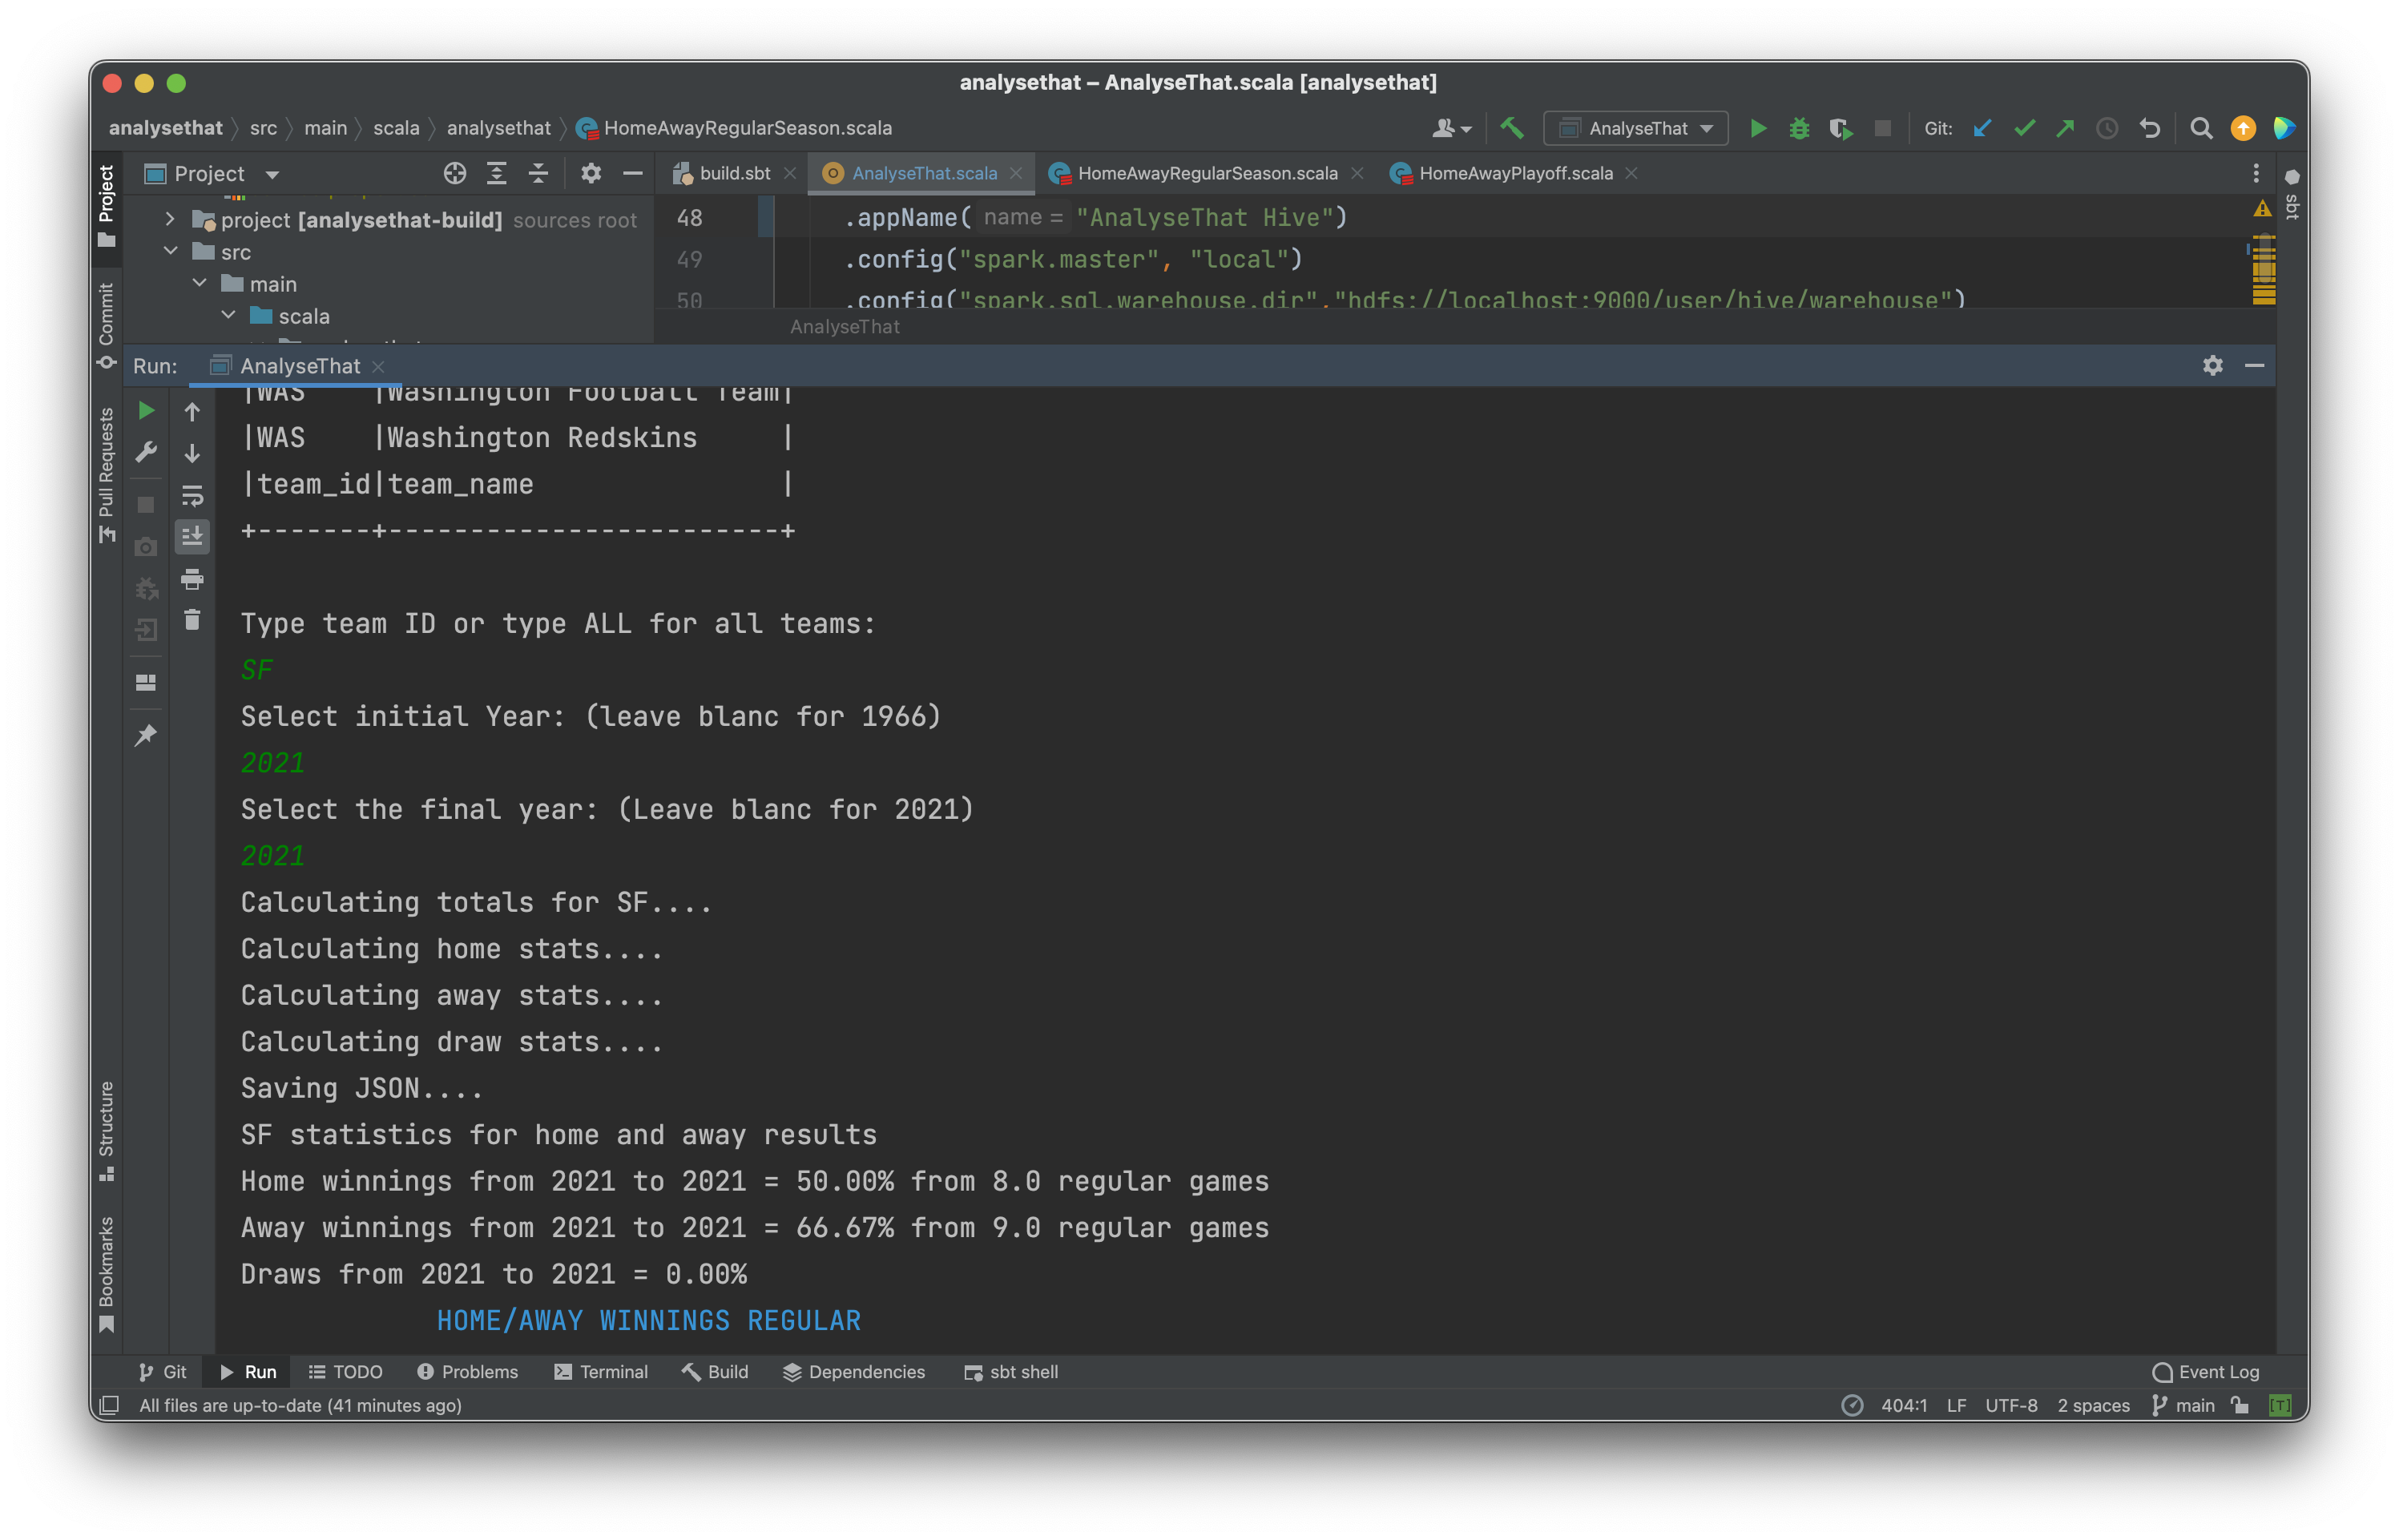 analysethat – AnalyseThat.scala [analysethat]
analysethat src main scala analysethat HomeAwayRegularSeason.scala
AnalyseThat
Git:
Project
build.sbt
AnalyseThat.scala
HomeAwayRegularSeason.scala
HomeAwayPlayoff.scala
project [analysethat-build] sources root
src
main
scala
48 .appName( name = "AnalyseThat Hive")
49 .config("spark.master", "local")
50 .config("spark.sql.warehouse.dir","hdfs://localhost:9000/user/hive/warehouse")
AnalyseThat
Project
Commit
Pull Requests
Structure
Bookmarks
sbt
Run: AnalyseThat
|WAS    |Washington Football Team|
|WAS    |Washington Redskins     |
|team_id|team_name               |
+-------+------------------------+
Type team ID or type ALL for all teams:
SF
Select initial Year: (leave blanc for 1966)
2021
Select the final year: (Leave blanc for 2021)
2021
Calculating totals for SF....
Calculating home stats....
Calculating away stats....
Calculating draw stats....
Saving JSON....
SF statistics for home and away results
Home winnings from 2021 to 2021 = 50.00% from 8.0 regular games
Away winnings from 2021 to 2021 = 66.67% from 9.0 regular games
Draws from 2021 to 2021 = 0.00%
HOME/AWAY WINNINGS REGULAR
Git Run TODO Problems Terminal Build Dependencies sbt shell Event Log
All files are up-to-date (41 minutes ago) 404:1 LF UTF-8 2 spaces main [T]